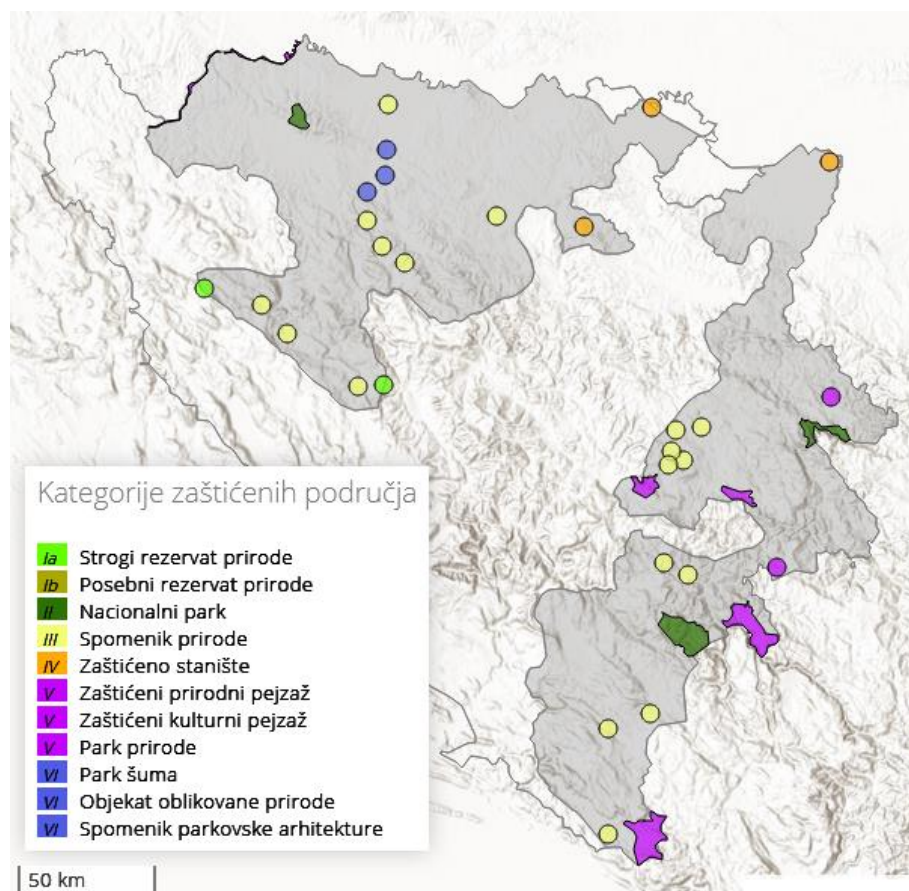 Kategorije zaštićenih područja
Ia Strogi rezervat prirode
Ib Posebni rezervat prirode
II Nacionalni park
III Spomenik prirode
IV Zaštićeno stanište
V Zaštićeni prirodni pejzaž
V Zaštićeni kulturni pejzaž
V Park prirode
VI Park šuma
VI Objekat oblikovane prirode
VI Spomenik parkovske arhitekture
50 km